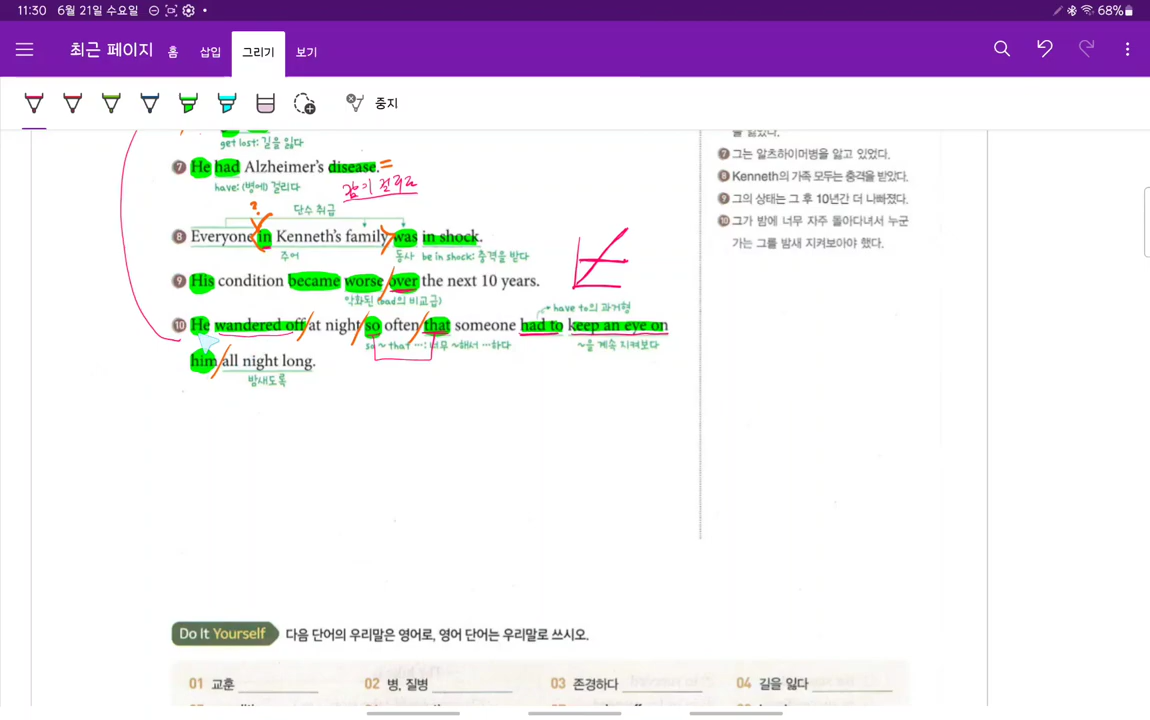 11:30 6월 21일 수요일 68%
최근 페이지 홈 삽입 그리기 보기
중지
get lost: 길을 잃다
7 He had Alzheimer's disease. =
have: (병에) 걸리다
감기 걸리다
단수 취급
?
8 Everyone in Kenneth's family was in shock.
주어 동사 be in shock: 충격을 받다
9 His condition became worse over the next 10 years.
악화된 (bad의 비교급)
have to의 과거형
10 He wandered off at night so often that someone had to keep an eye on
so ~ that …: 너무 ~해서 …하다 ~을 계속 지켜보다
him all night long.
밤새도록
을 잃었다.
7 그는 알츠하이머병을 앓고 있었다.
8 Kenneth의 가족 모두는 충격을 받았다.
9 그의 상태는 그 후 10년간 더 나빠졌다.
10 그가 밤에 너무 자주 돌아다녀서 누군
가는 그를 밤새 지켜보아야 했다.
Do It Yourself 다음 단어의 우리말은 영어로, 영어 단어는 우리말로 쓰시오.
01 교훈 02 병, 질병 03 존경하다 04 길을 잃다